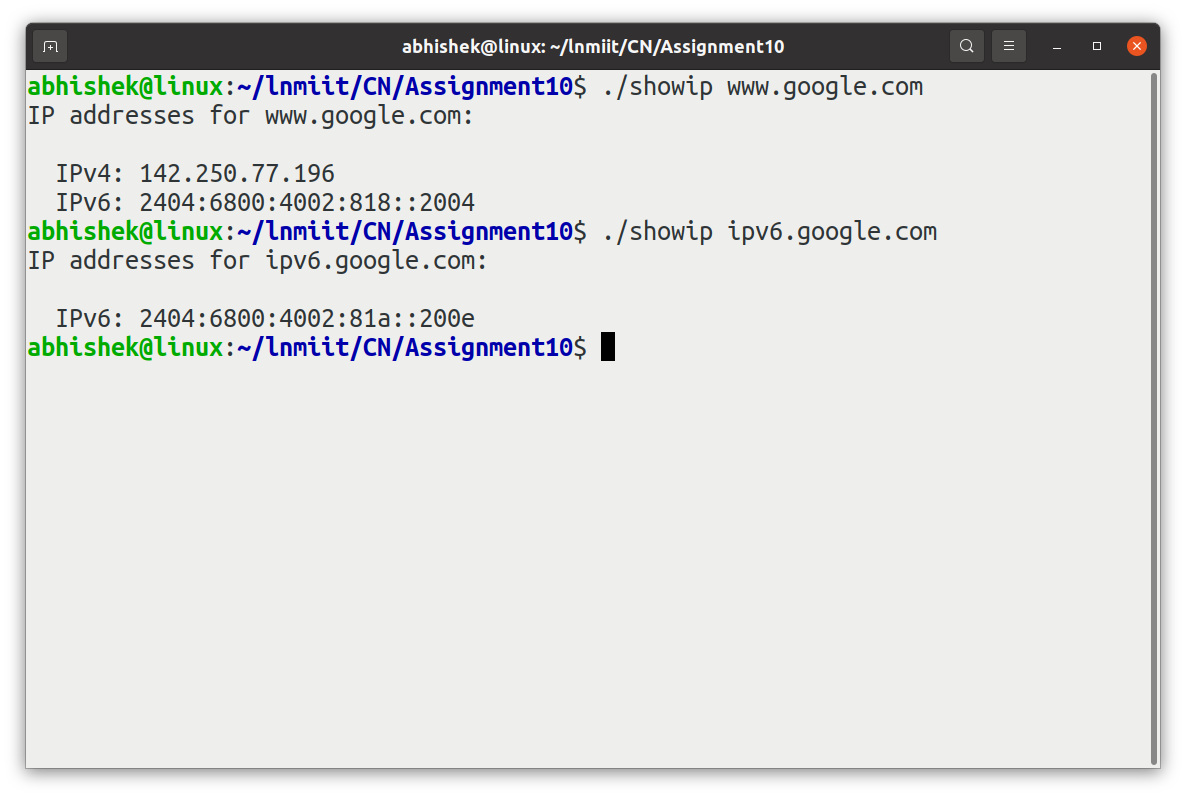 abhishek@linux: ~/lnmiit/CN/Assignment10
abhishek@linux:~/lnmiit/CN/Assignment10$ ./showip www.google.com
IP addresses for www.google.com:

  IPv4: 142.250.77.196
  IPv6: 2404:6800:4002:818::2004
abhishek@linux:~/lnmiit/CN/Assignment10$ ./showip ipv6.google.com
IP addresses for ipv6.google.com:

  IPv6: 2404:6800:4002:81a::200e
abhishek@linux:~/lnmiit/CN/Assignment10$